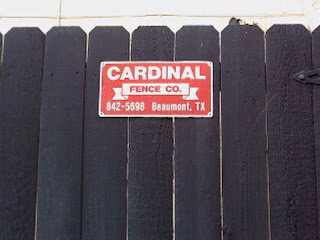 CARDINAL
FENCE CO.
842-5698 Beaumont, TX